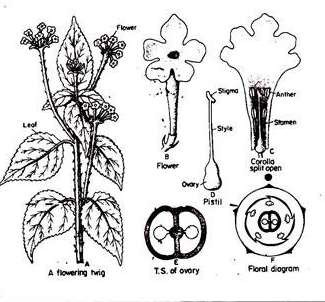 Flower
Leaf
A
A flowering twig
B
Flower
Stigma
Style
Ovary
D
Pistil
Anther
Stamen
C
Corolla
split open
E
T.S. of ovary
F
Floral diagram